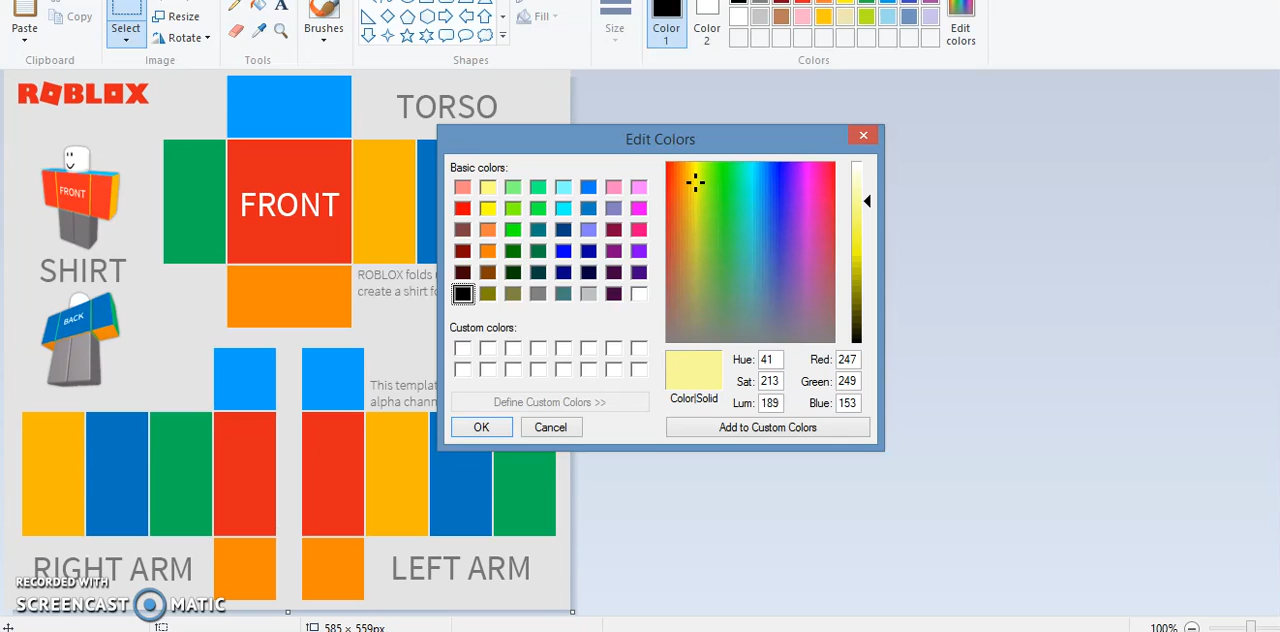 Paste
Copy
Select
Resize
Rotate
Brushes
Fill
Size
Color 1
Color 2
Edit colors
Clipboard
Image
Tools
Shapes
Colors
ROBLOX
TORSO
FRONT
FRONT
SHIRT
BACK
ROBLOX folds
create a shirt
This templat
alpha chann
RIGHT ARM
LEFT ARM
Edit Colors
Basic colors:
Custom colors:
Define Custom Colors >>
OK
Cancel
Color|Solid
Hue: 41
Sat: 213
Lum: 189
Red: 247
Green: 249
Blue: 153
Add to Custom Colors
RECORDED WITH
SCREENCAST MATIC
585 × 559px
100%